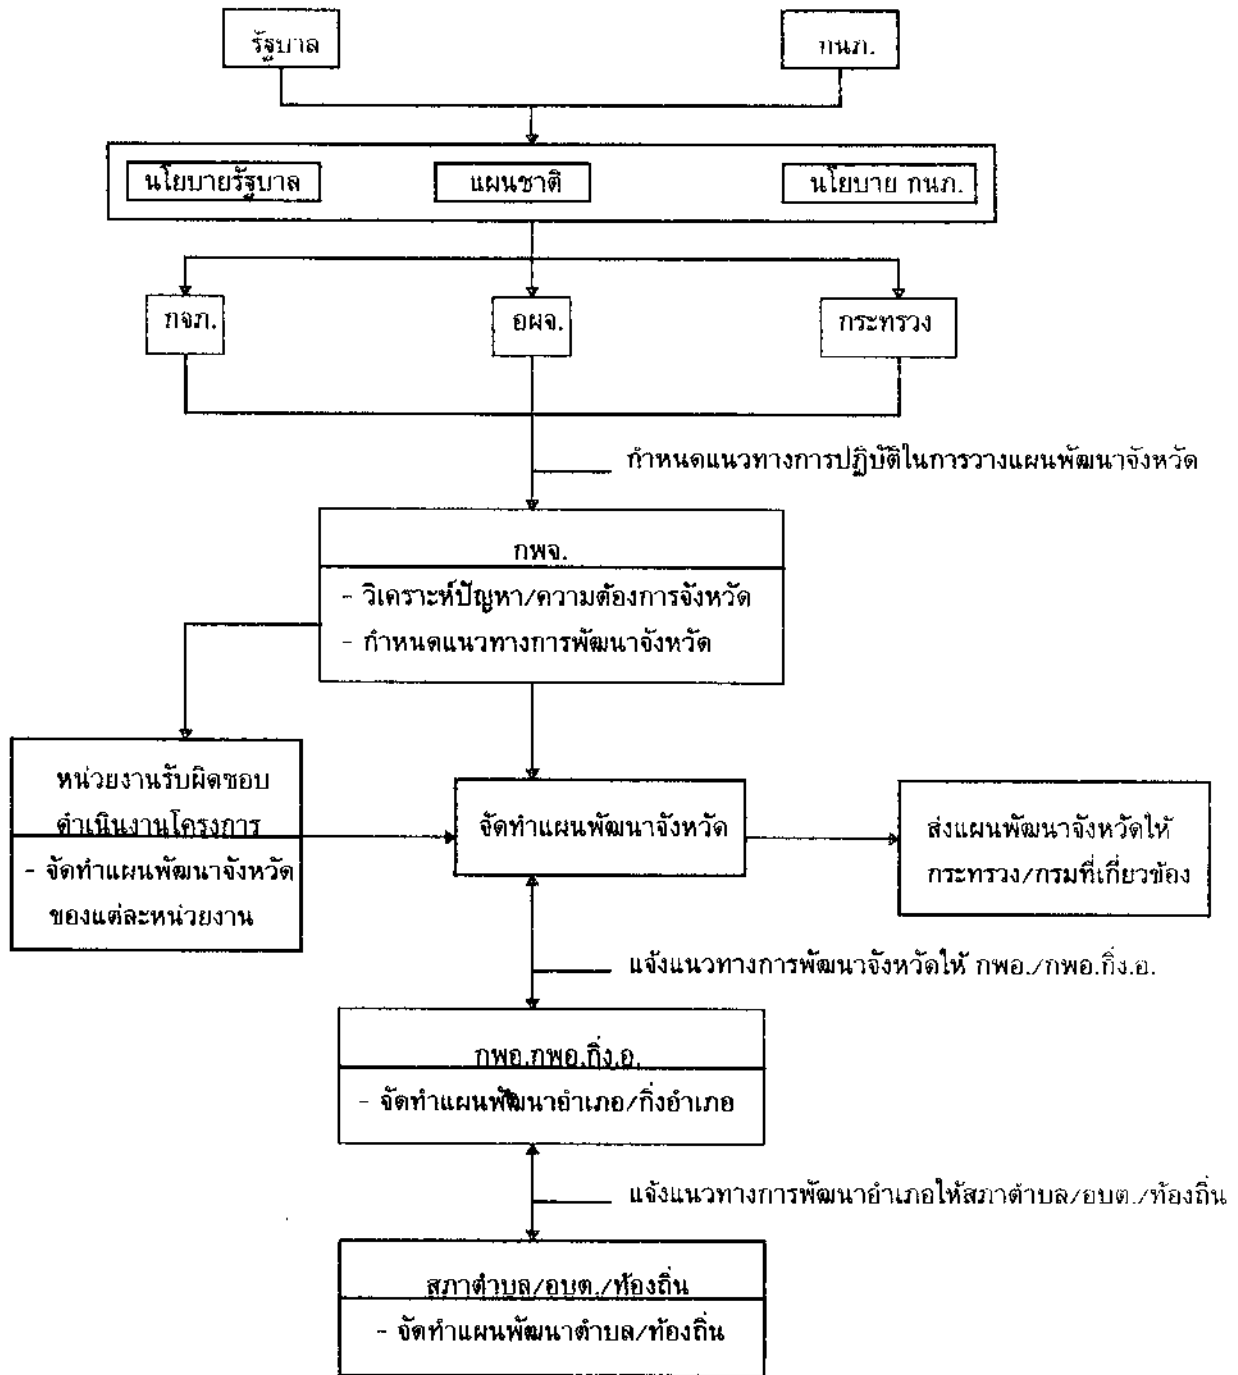 รัฐบาล
กนภ.
นโยบายรัฐบาล
แผนชาติ
นโยบาย กนภ.
กจภ.
อผจ.
กระทรวง
กำหนดแนวทางการปฏิบัติในการวางแผนพัฒนาจังหวัด
กพจ.
- วิเคราะห์ปัญหา/ความต้องการจังหวัด
- กำหนดแนวทางการพัฒนาจังหวัด
หน่วยงานรับผิดชอบ
ดำเนินงานโครงการ
- จัดทำแผนพัฒนาจังหวัด
ของแต่ละหน่วยงาน
จัดทำแผนพัฒนาจังหวัด
ส่งแผนพัฒนาจังหวัดให้
กระทรวง/กรมที่เกี่ยวข้อง
แจ้งแนวทางการพัฒนาจังหวัดให้ กพอ./กพอ.กิ่ง.อ.
กพอ.กพอ.กิ่ง.อ.
- จัดทำแผนพัฒนาอำเภอ/กิ่งอำเภอ
แจ้งแนวทางการพัฒนาอำเภอให้สภาตำบล/อบต./ท้องถิ่น
สภาตำบล/อบต./ท้องถิ่น
- จัดทำแผนพัฒนาตำบล/ท้องถิ่น